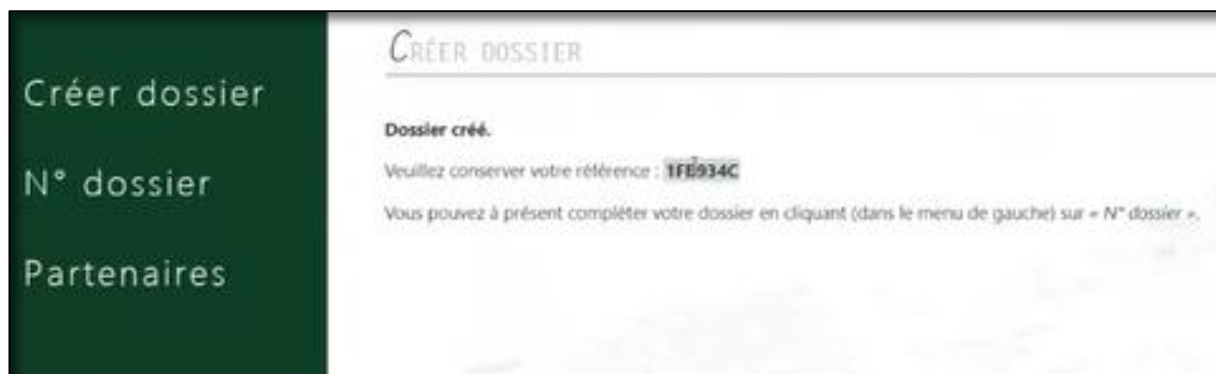 Créer dossier
N° dossier
Partenaires
CRÉER DOSSIER
Dossier créé.
Veuillez conserver votre référence : 1FE934C
Vous pouvez à présent compléter votre dossier en cliquant (dans le menu de gauche) sur « N° dossier ».